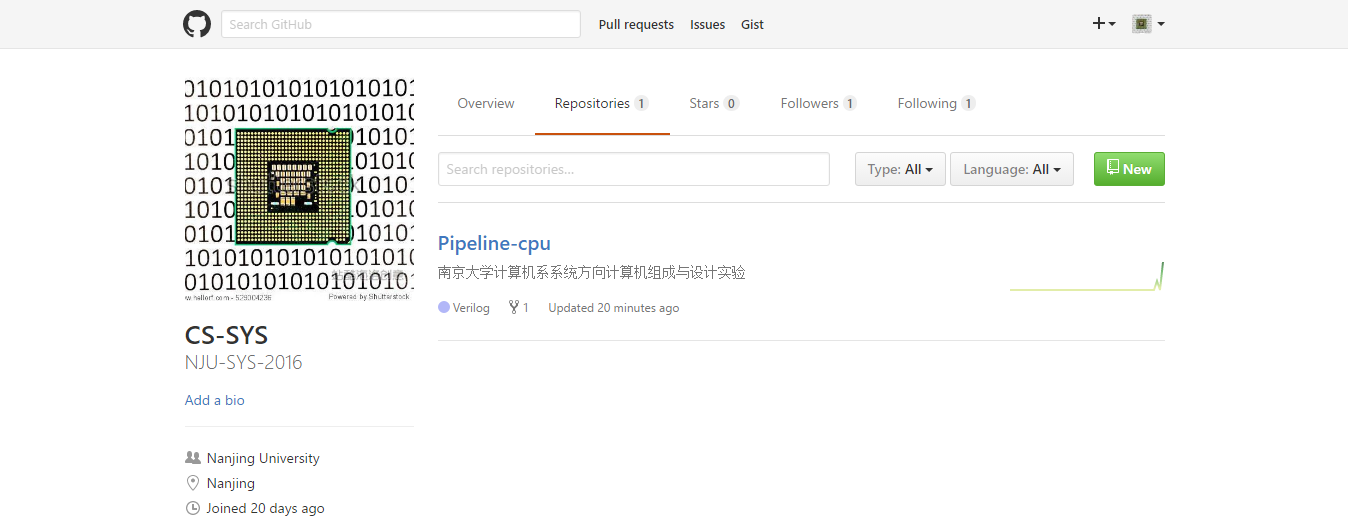 Search GitHub Pull requests Issues Gist
Overview Repositories 1 Stars 0 Followers 1 Following 1
Search repositories... Type: All Language: All New
Pipeline-cpu
南京大学计算机系系统方向计算机组成与设计实验
Verilog 1 Updated 20 minutes ago
Powered by Shutterstock
CS-SYS
NJU-SYS-2016
Add a bio
Nanjing University
Nanjing
Joined 20 days ago